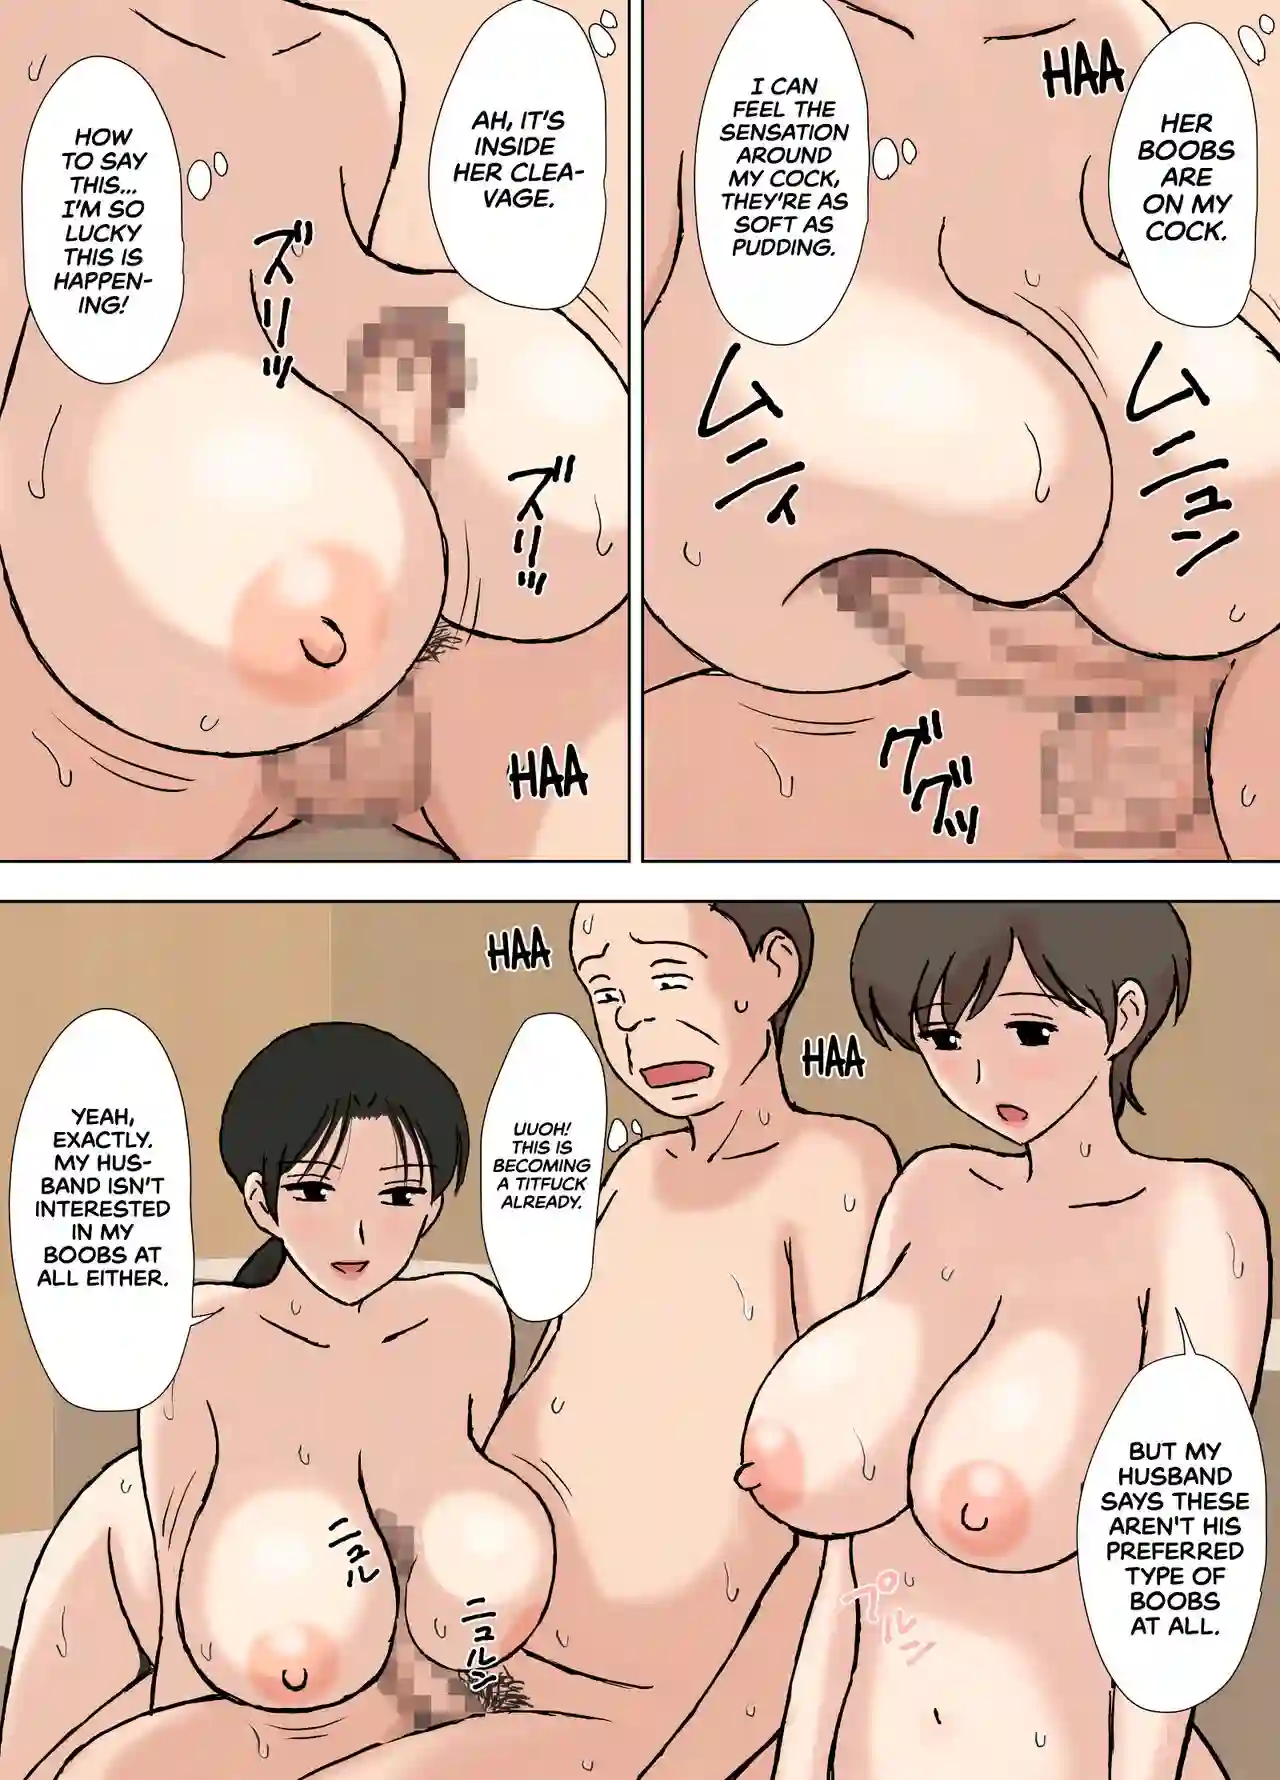 HAA
HER
BOOBS
ARE
ON MY
COCK.
I CAN
FEEL THE
SENSATION
AROUND
MY COCK,
THEY'RE AS
SOFT AS
PUDDING.
ムニュン
ムニィ
グ
グヅッ
AH, IT'S
INSIDE
HER CLEA-
VAGE.
HOW
TO SAY
THIS...
I'M SO
LUCKY
THIS IS
HAPPEN-
ING!
ズリッ
ズリッ
HAA
HAA
HAA
BUT MY
HUSBAND
SAYS THESE
AREN'T HIS
PREFERRED
TYPE OF
BOOBS
AT ALL.
プルン
UUOH!
THIS IS
BECOMING
A TITFUCK
ALREADY.
YEAH,
EXACTLY.
MY HUS-
BAND ISN'T
INTERESTED
IN MY
BOOBS AT
ALL EITHER.
ニュル
ニュルン